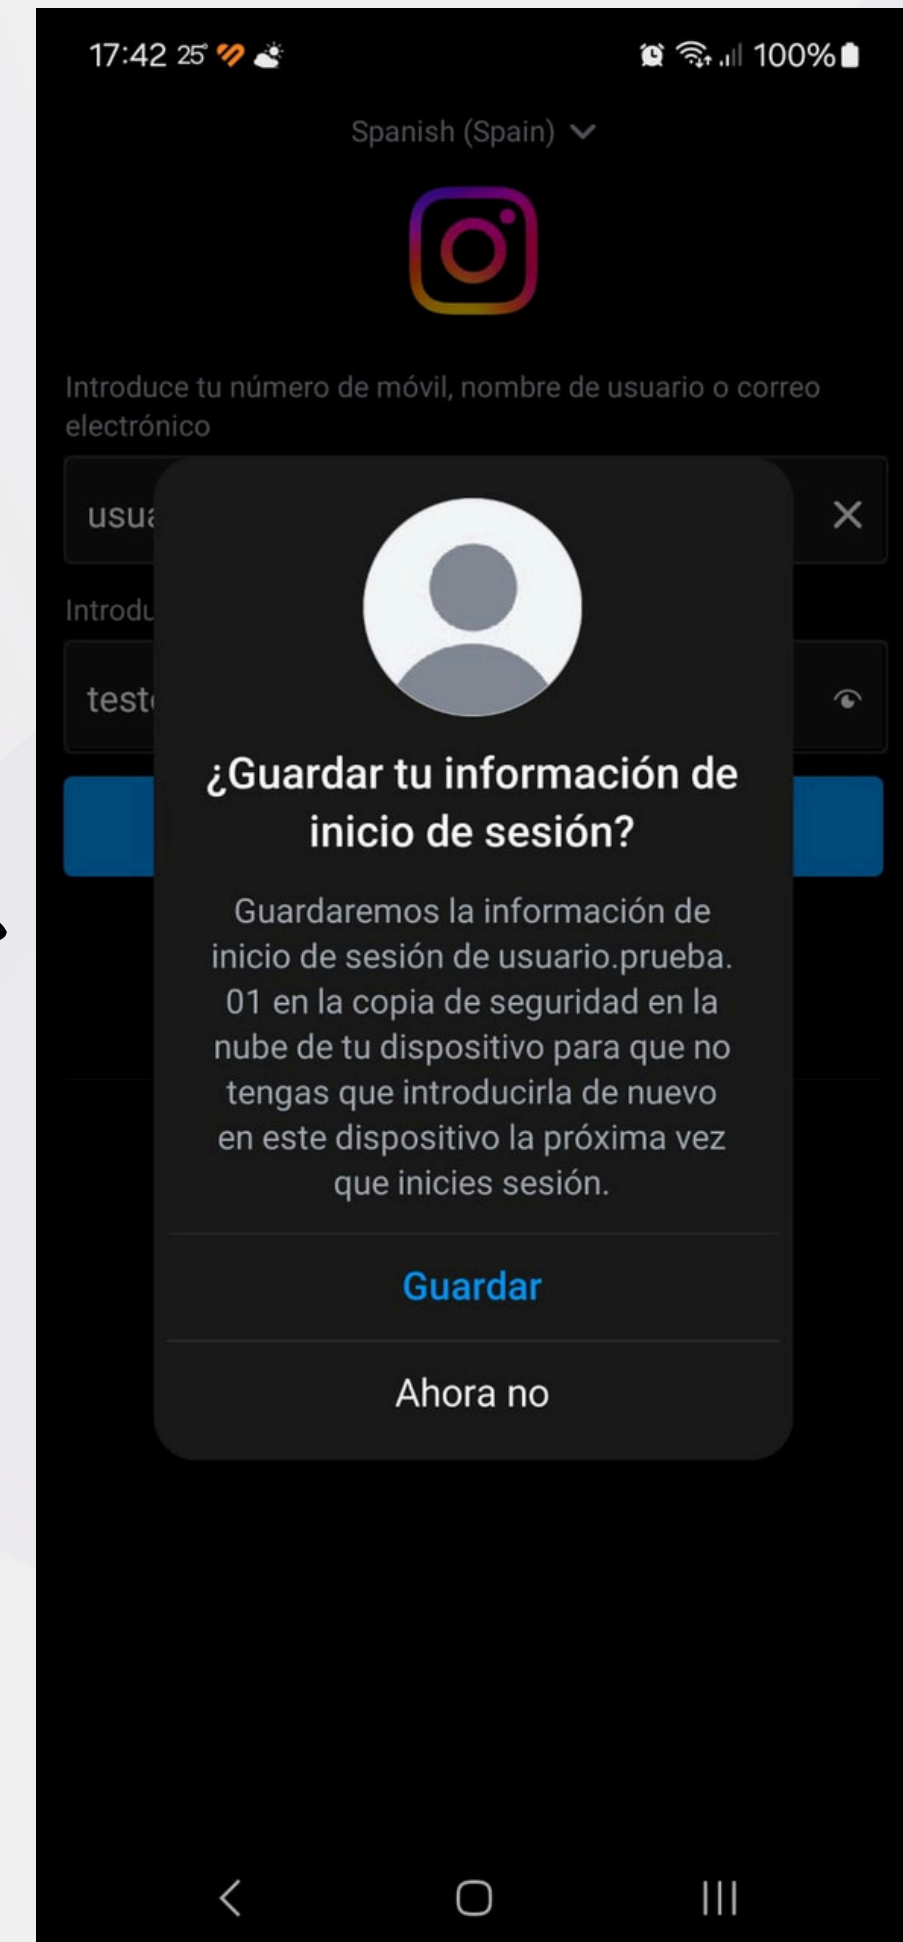 17:42 25° 100%
Spanish (Spain)
Introduce tu número de móvil, nombre de usuario o correo
electrónico
¿Guardar tu información de
inicio de sesión?
Guardaremos la información de
inicio de sesión de usuario.prueba.
01 en la copia de seguridad en la
nube de tu dispositivo para que no
tengas que introducirla de nuevo
en este dispositivo la próxima vez
que inicies sesión.
Guardar
Ahora no